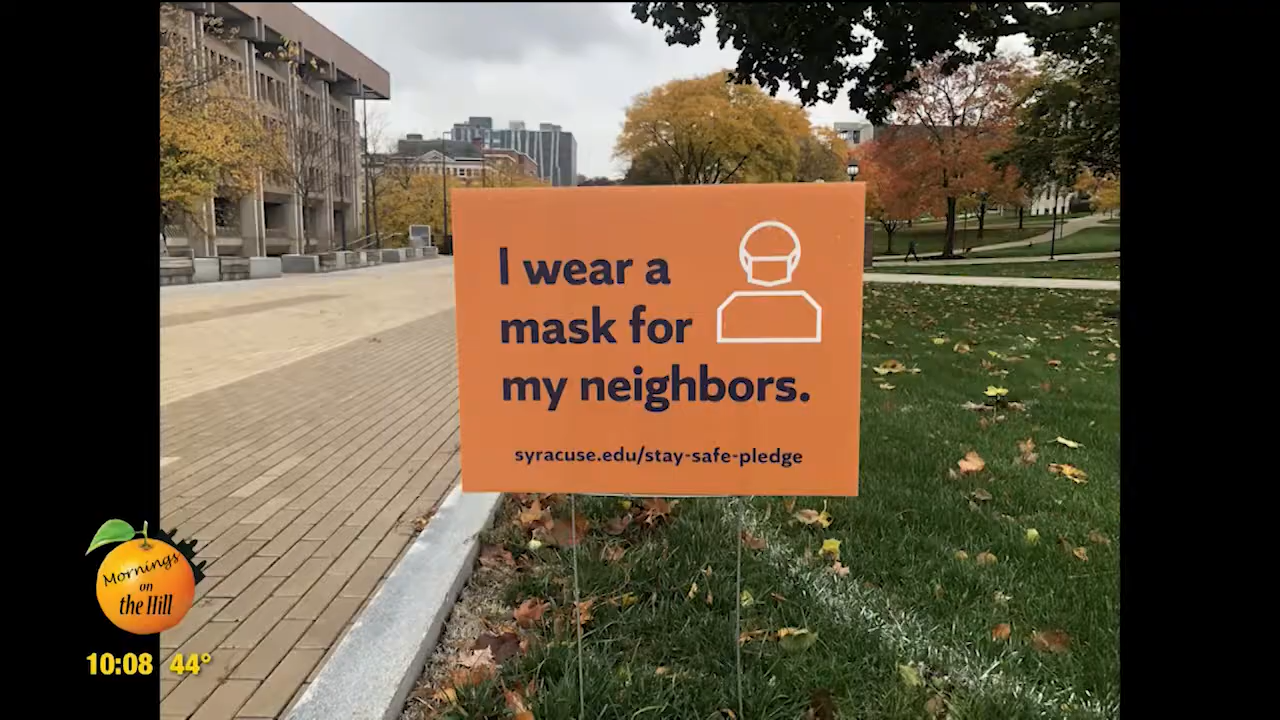 I wear a
mask for
my neighbors.
syracuse.edu/stay-safe-pledge
Mornings
on
the Hill
10:08 44°